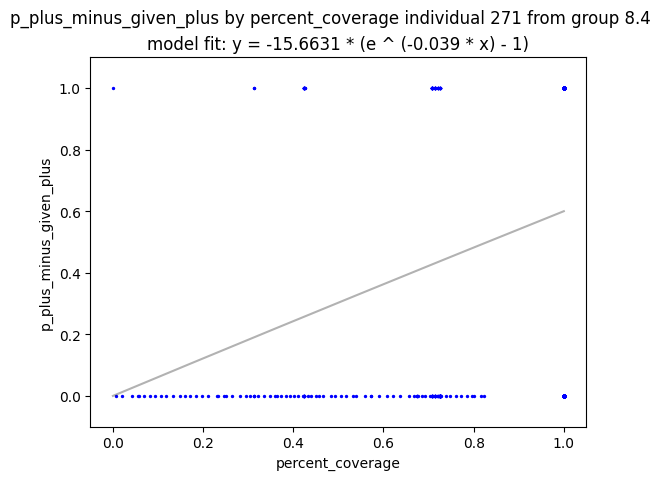 p_plus_minus_given_plus by percent_coverage individual 271 from group 8.4
model fit: y = -15.6631 * (e ^ (-0.039 * x) - 1)
1.0
0.8
0.6
0.4
0.2
0.0
p_plus_minus_given_plus
0.0 0.2 0.4 0.6 0.8 1.0
percent_coverage